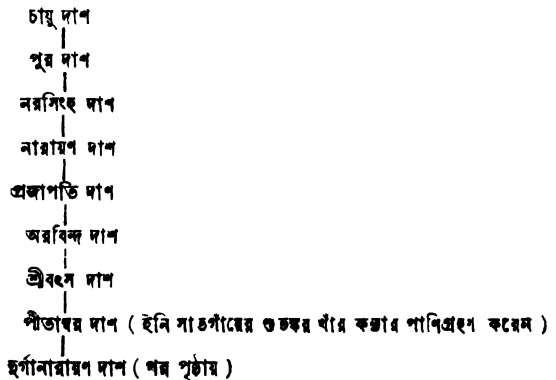 চায়ু দাশ
পুর দাশ
নরসিংহ দাশ
নারায়ণ দাশ
প্রজাপতি দাশ
অরবিন্দ দাশ
শ্রীবৎস দাশ
পীতাম্বর দাশ ( ইনি সাতগাঁয়ের শুভঙ্কর খাঁর কন্যার পাণিগ্রহণ করেন )
দুর্গানারায়ণ দাশ ( পর পৃষ্ঠায় )